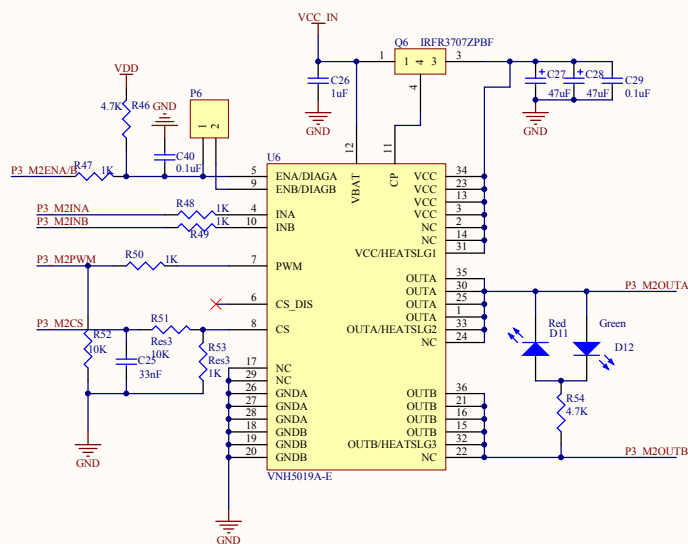 VCC_IN
Q6 IRFR3707ZPBF
1 1 4 3 3
4
C26
1uF
GND
C27
47uF
C28
47uF
C29
0.1uF
GND
VDD
4.7K R46
GND
P6
1 2
C40
0.1uF
P3_M2ENA/B
R47 1K
P3_M2INA
R48 1K
P3_M2INB
R49 1K
P3_M2PWM
R50 1K
P3_M2CS
R51
Res3
10K
R52
10K
C25
33nF
R53
Res3
1K
GND
GND
U6
12 11
VBAT CP
5 ENA/DIAGA
9 ENB/DIAGB
4 INA
10 INB
7 PWM
6 CS_DIS
8 CS
17 NC
29 NC
26 GNDA
27 GNDA
28 GNDA
18 GNDB
19 GNDB
20 GNDB
VCC 34
VCC 23
VCC 13
VCC 3
NC 2
NC 14
VCC/HEATSLG1 31
OUTA 35
OUTA 30
OUTA 25
OUTA 1
OUTA/HEATSLG2 33
NC 24
OUTB 36
OUTB 21
OUTB 16
OUTB 15
OUTB/HEATSLG3 32
NC 22
VNH5019A-E
P3_M2OUTA
Red
D11
Green
D12
R54
4.7K
P3_M2OUTB